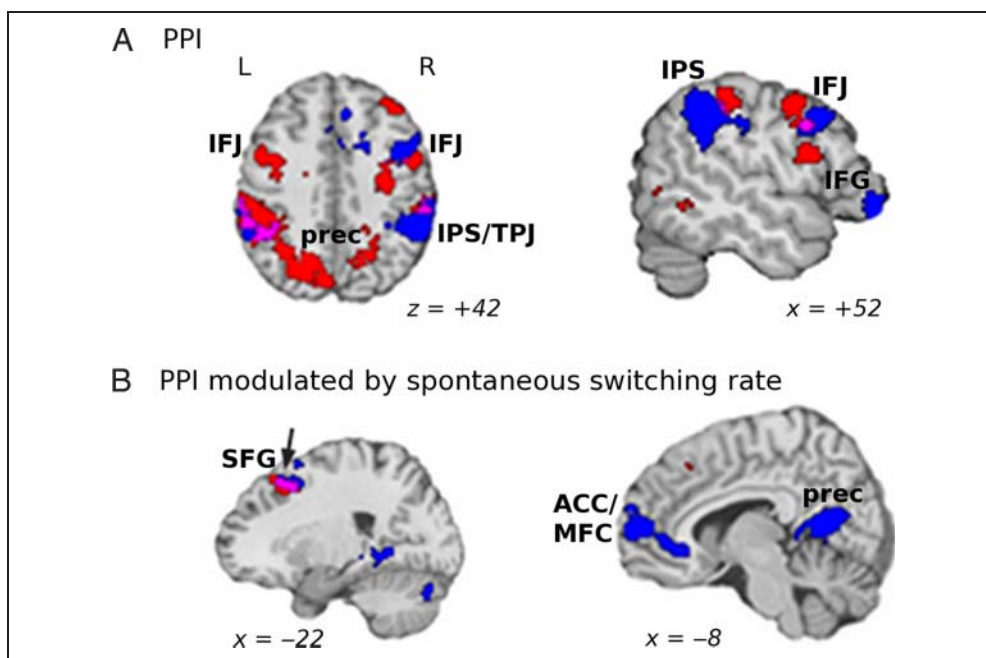 A PPI
L R
IFJ IFJ
prec IPS/TPJ
z = +42
IPS IFJ
IFG
x = +52
B PPI modulated by spontaneous switching rate
SFG
x = −22
ACC/
MFC
prec
x = −8